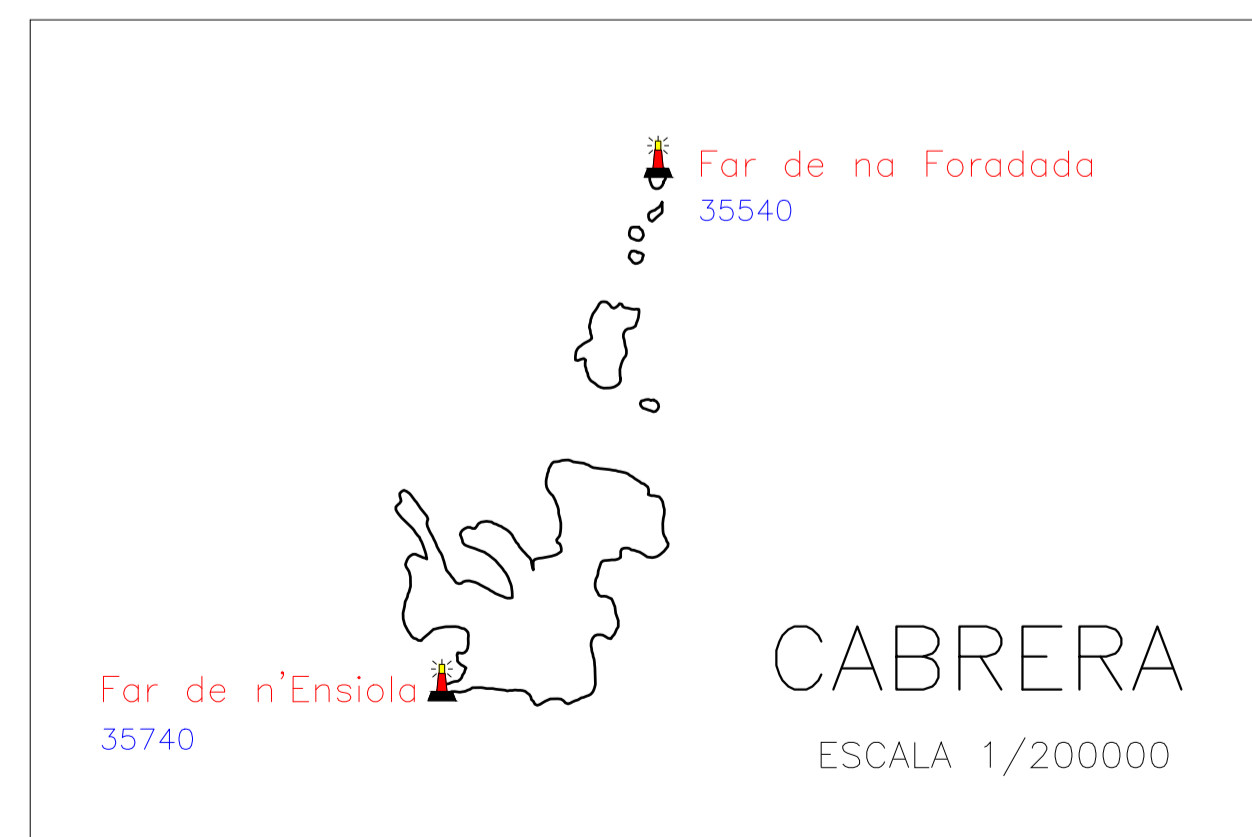 Far de na Foradada
35540
CABRERA
Far de n'Ensiola
35740
ESCALA 1/200000